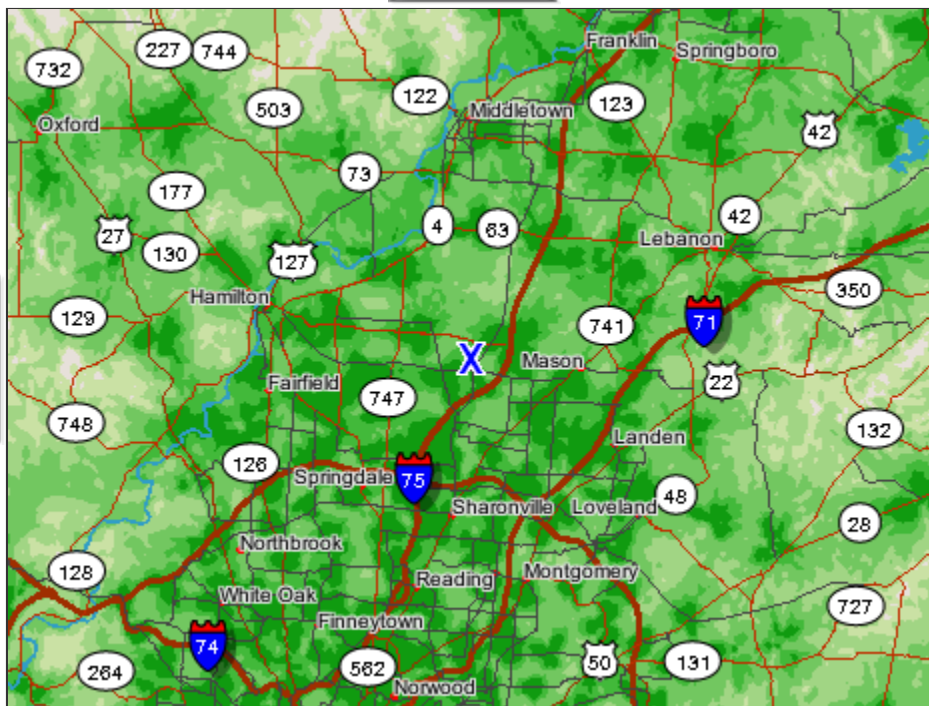 Franklin
227
744
Springboro
732
122
123
503
Middletown
Oxford
42
73
177
4
63
42
27
130
127
Lebanon
Hamilton
350
129
741
71
X
Mason
22
Fairfield
747
748
132
Landen
126
Springdale
75
48
Sharonville
Loveland
28
Northbrook
128
Reading
Montgomery
White Oak
727
Finneytown
74
264
562
50
131
Norwood